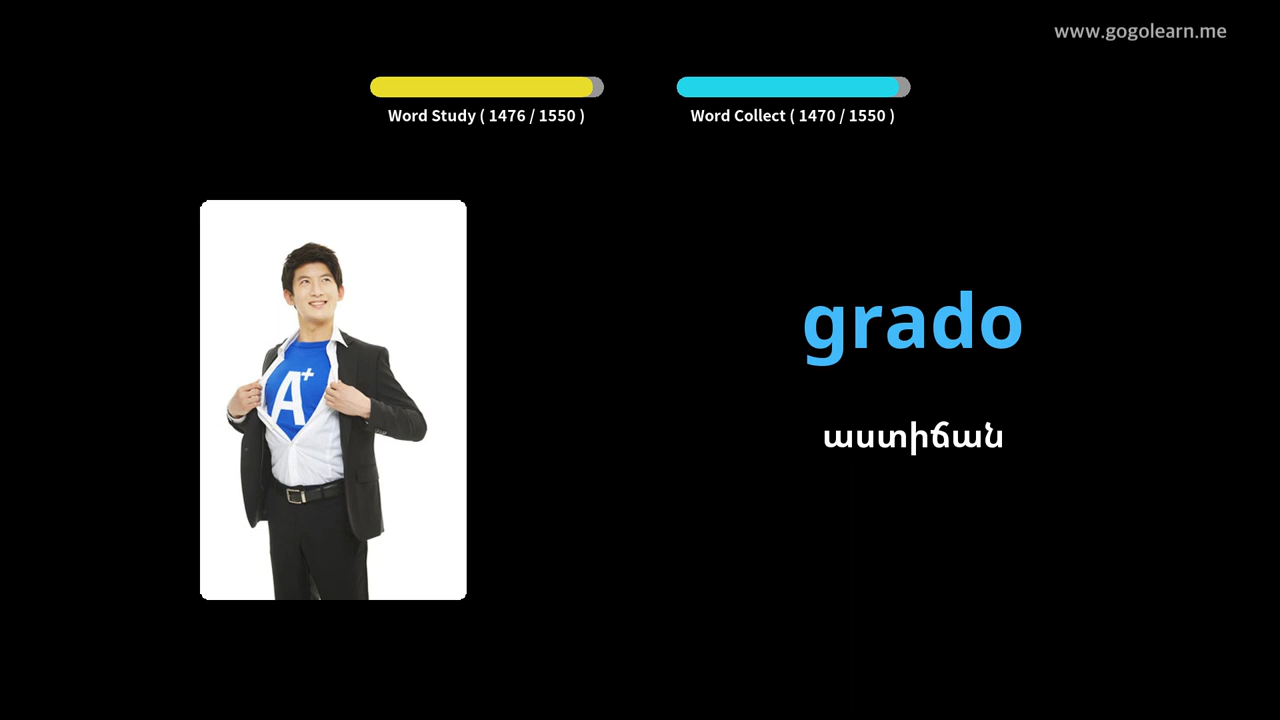 www.gogolearn.me
Word Study ( 1476 / 1550 )
Word Collect ( 1470 / 1550 )
A+
grado
աստիճան